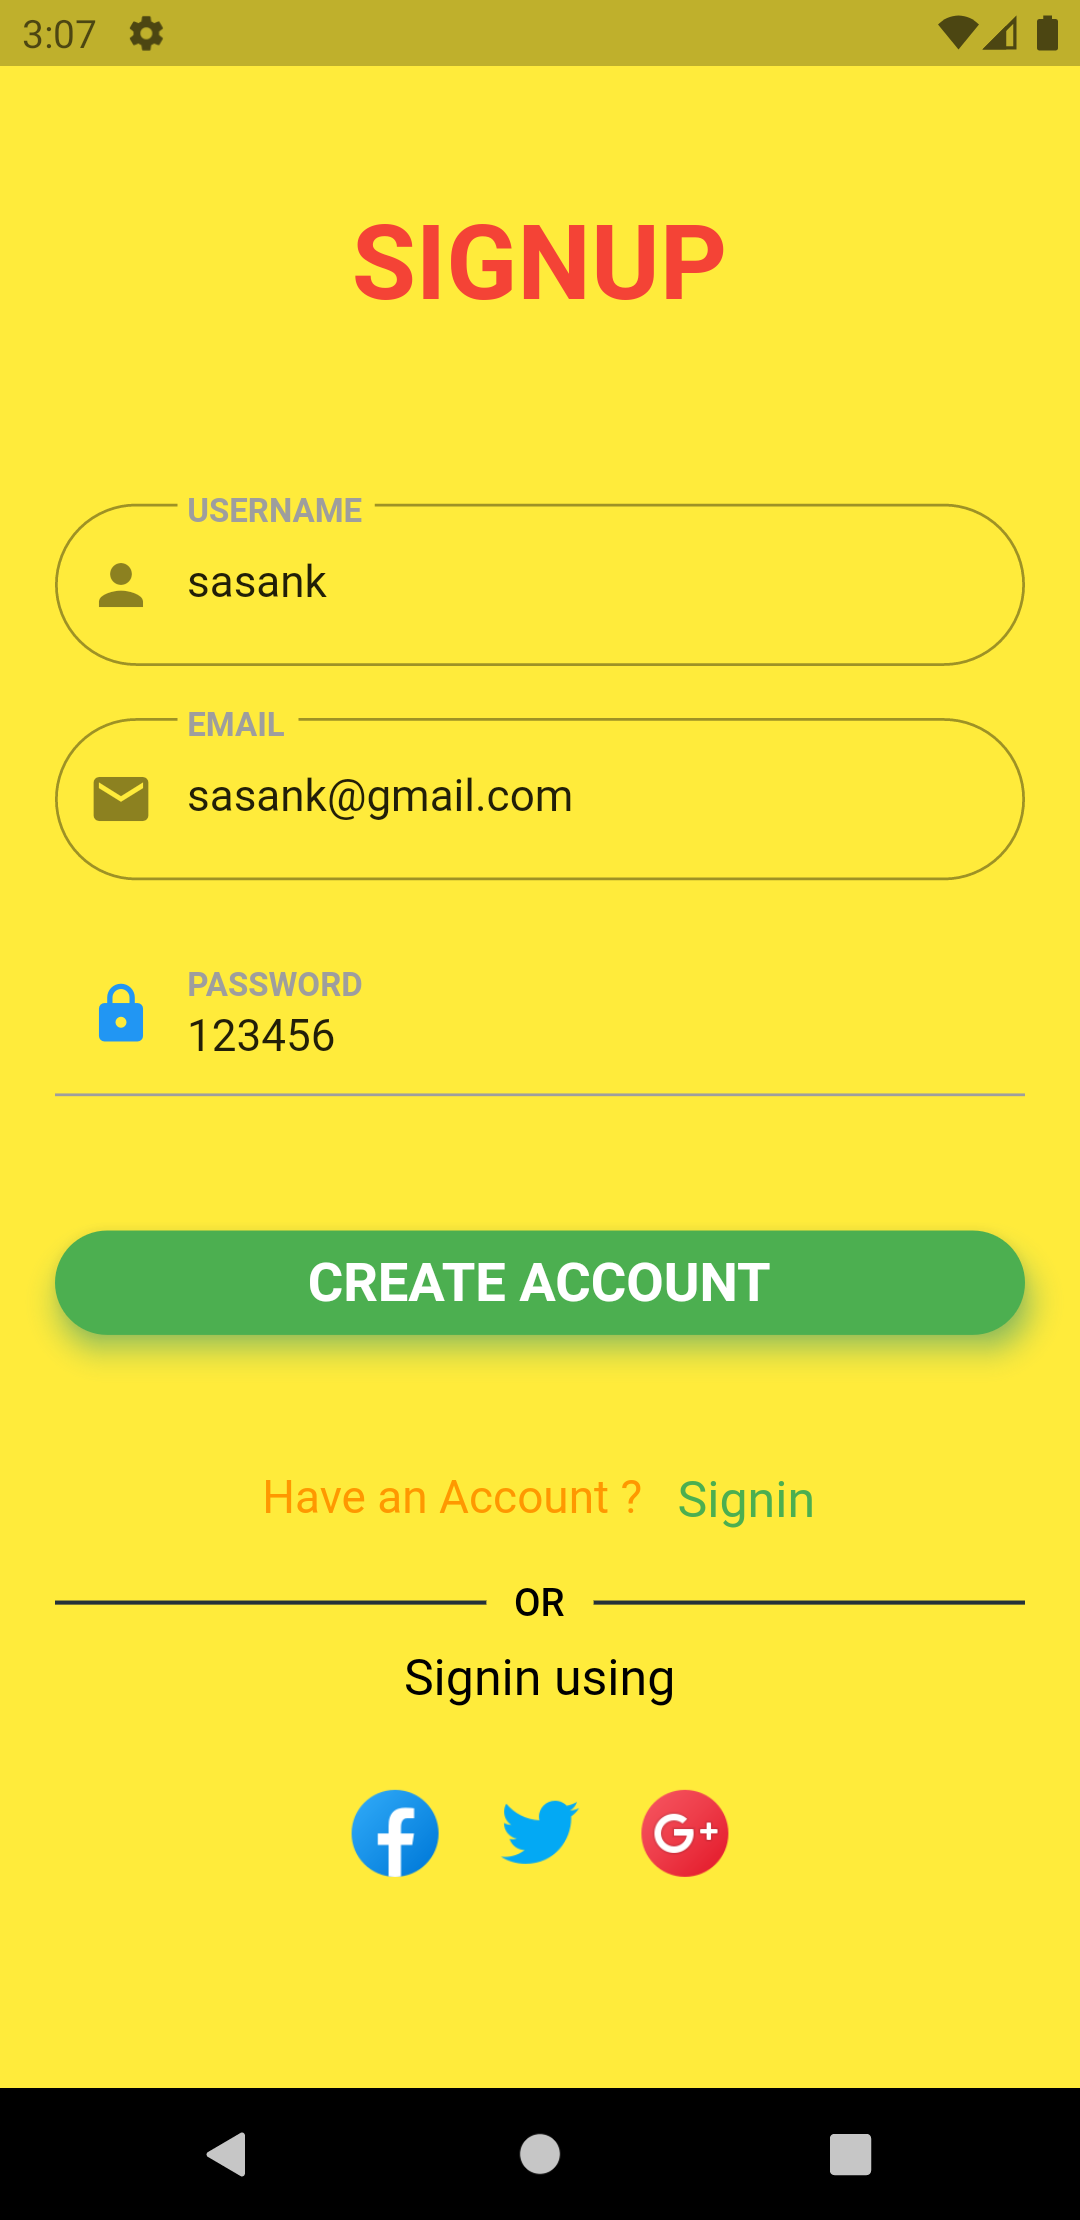 3:07
SIGNUP
USERNAME
sasank
EMAIL
sasank@gmail.com
PASSWORD
123456
CREATE ACCOUNT
Have an Account ? Signin
OR
Signin using
f G+